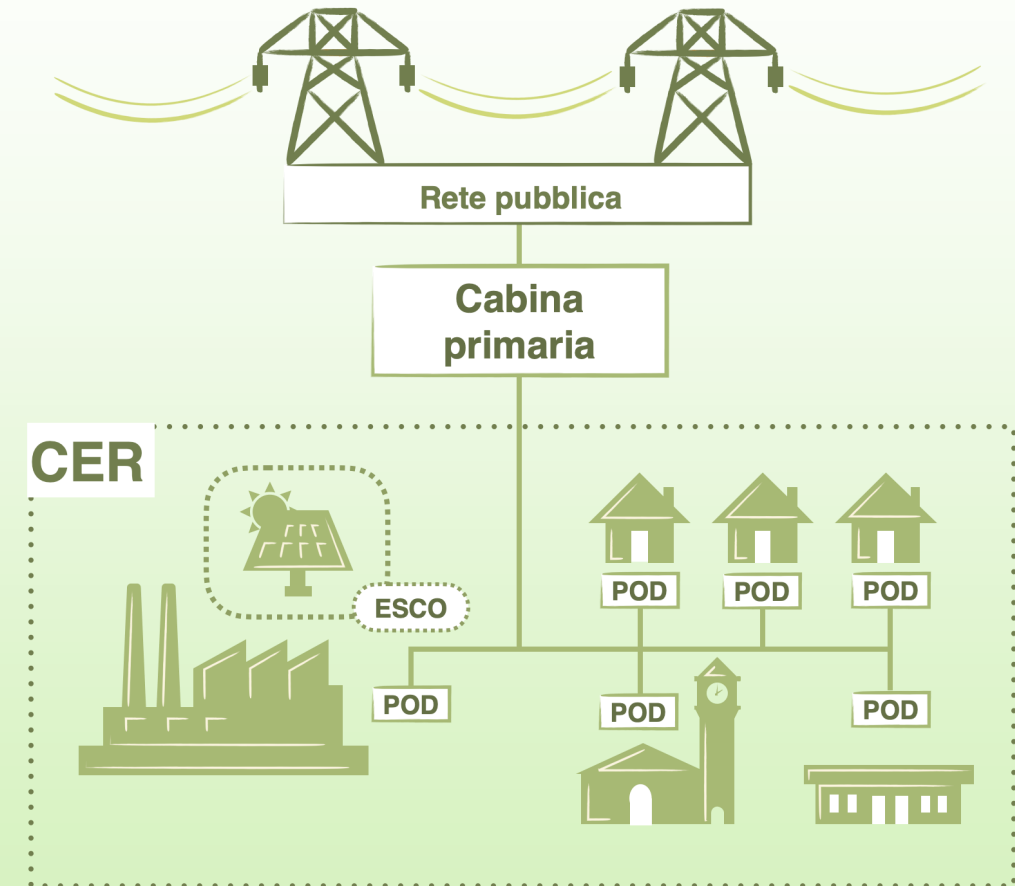 Rete pubblica
Cabina
primaria
CER
ESCO
POD
POD
POD
POD
POD
POD